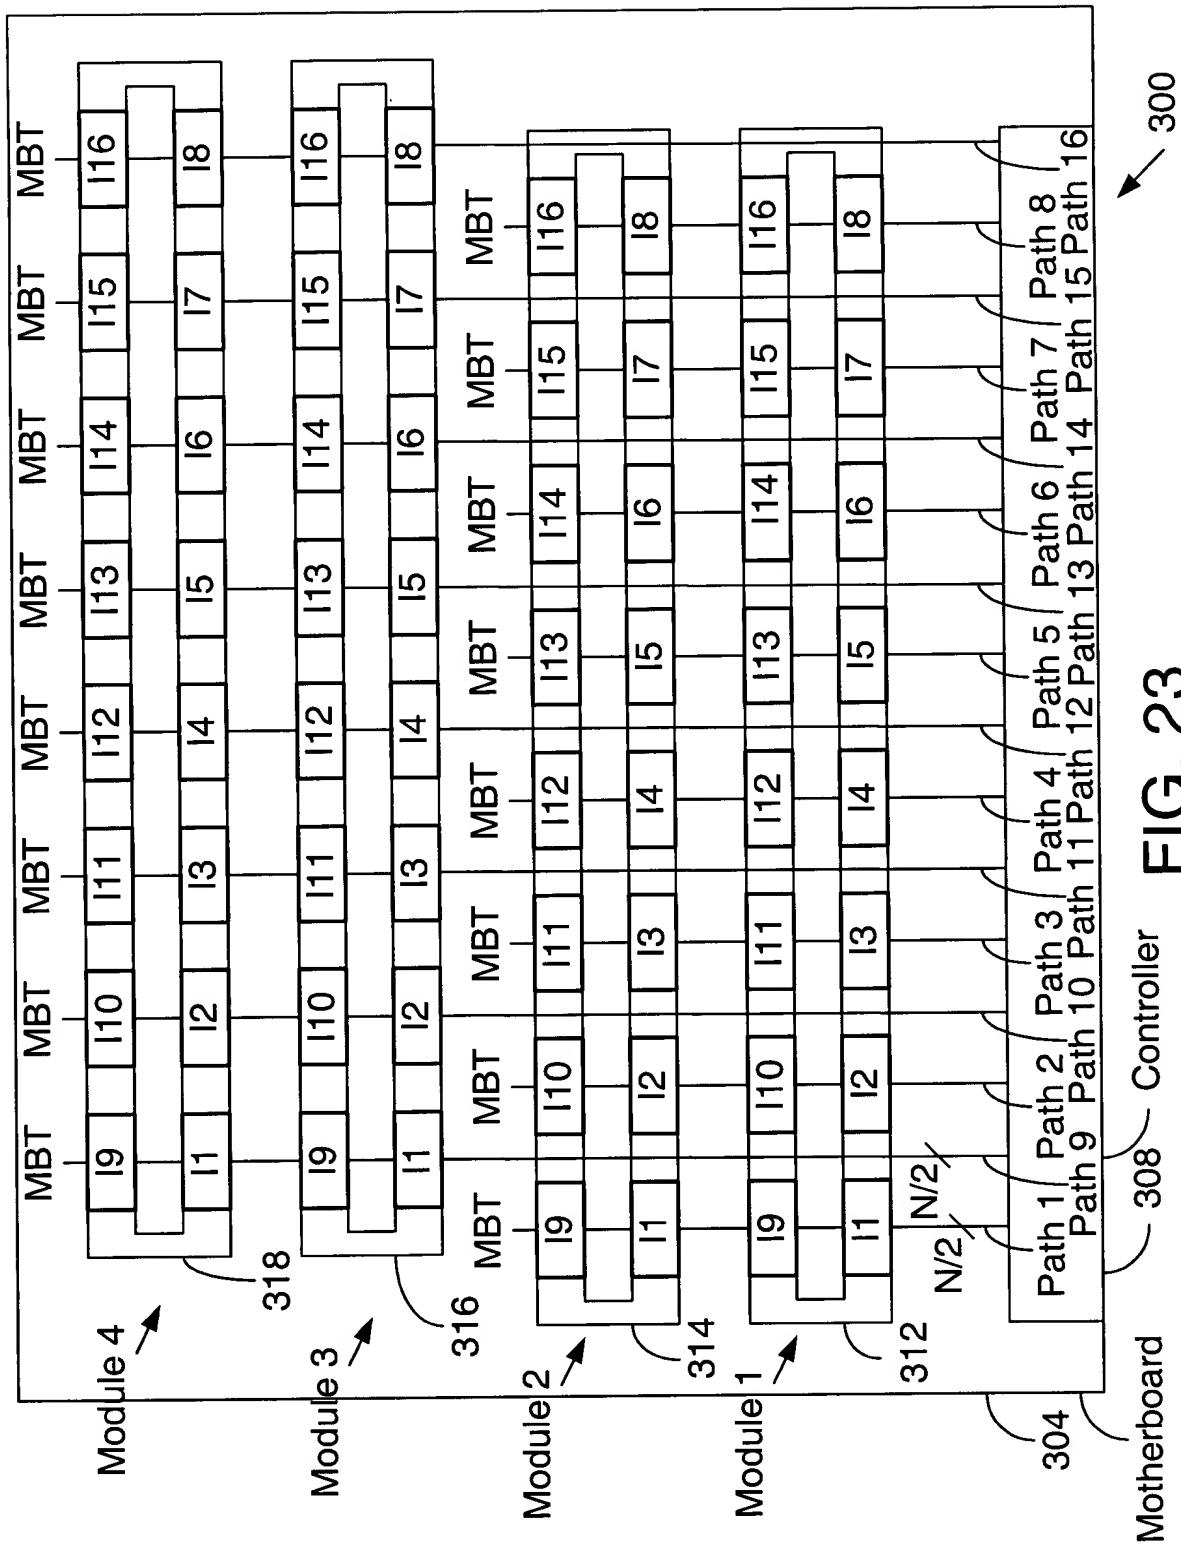 MBT MBT MBT MBT MBT MBT MBT MBT
Module 4
I9 I10 I11 I12 I13 I14 I15 I16
I1 I2 I3 I4 I5 I6 I7 I8
318
Module 3
I9 I10 I11 I12 I13 I14 I15 I16
I1 I2 I3 I4 I5 I6 I7 I8
316
MBT MBT MBT MBT MBT MBT MBT MBT
Module 2
I9 I10 I11 I12 I13 I14 I15 I16
I1 I2 I3 I4 I5 I6 I7 I8
314
Module 1
I9 I10 I11 I12 I13 I14 I15 I16
I1 I2 I3 I4 I5 I6 I7 I8
312
N/2 N/2
Path 1 Path 2 Path 3 Path 4 Path 5 Path 6 Path 7 Path 8
Path 9 Path 10 Path 11 Path 12 Path 13 Path 14 Path 15 Path 16
304
Motherboard
308 Controller
300
FIG. 23